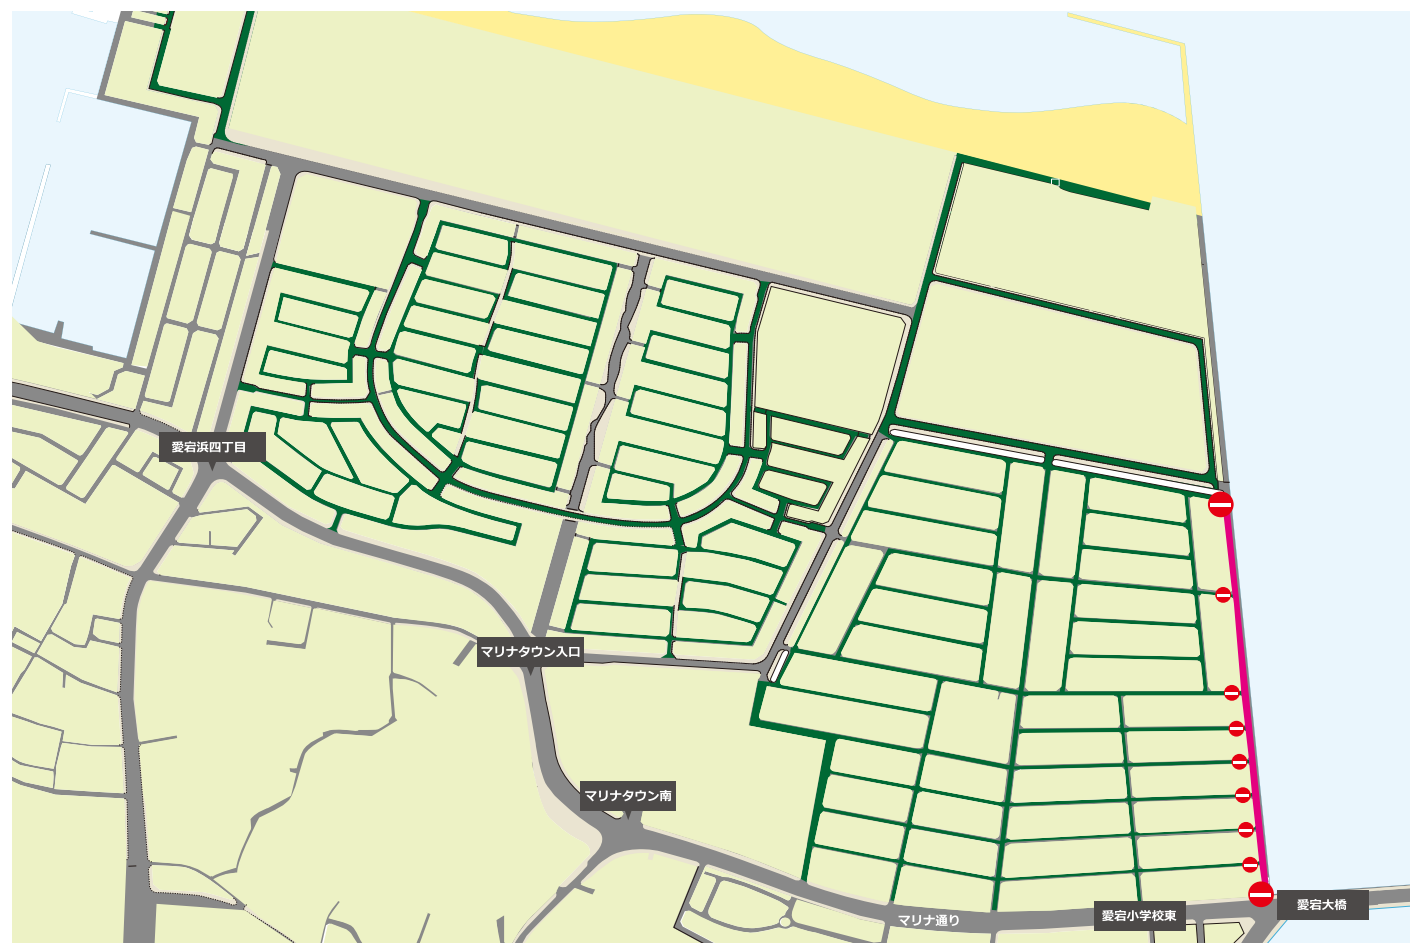 愛宕浜四丁目
マリナタウン入口
マリナタウン南
マリナ通り
愛宕小学校東
愛宕大橋